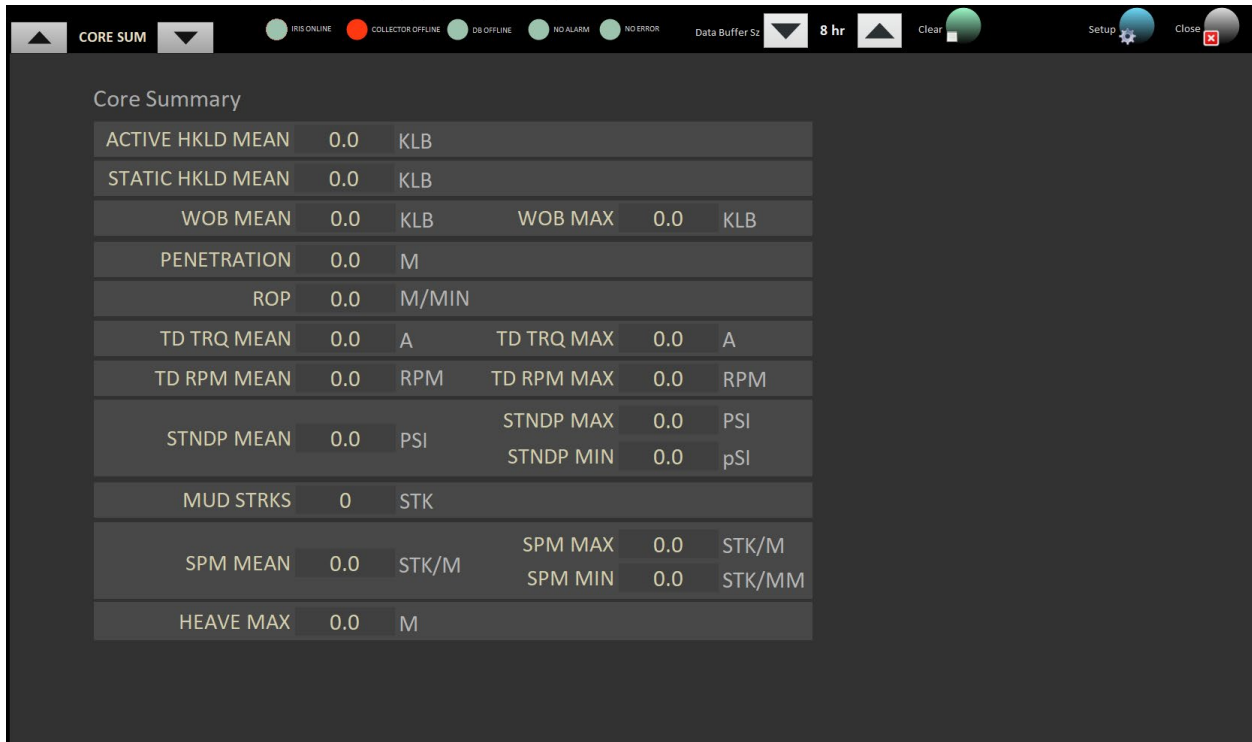 CORE SUM IRIS ONLINE COLLECTOR OFFLINE DB OFFLINE NO ALARM NO ERROR Data Buffer Sz 8 hr Clear Setup Close
Core Summary
ACTIVE HKLD MEAN 0.0 KLB
STATIC HKLD MEAN 0.0 KLB
WOB MEAN 0.0 KLB WOB MAX 0.0 KLB
PENETRATION 0.0 M
ROP 0.0 M/MIN
TD TRQ MEAN 0.0 A TD TRQ MAX 0.0 A
TD RPM MEAN 0.0 RPM TD RPM MAX 0.0 RPM
STNDP MAX 0.0 PSI
STNDP MEAN 0.0 PSI
STNDP MIN 0.0 pSI
MUD STRKS 0 STK
SPM MAX 0.0 STK/M
SPM MEAN 0.0 STK/M
SPM MIN 0.0 STK/MM
HEAVE MAX 0.0 M